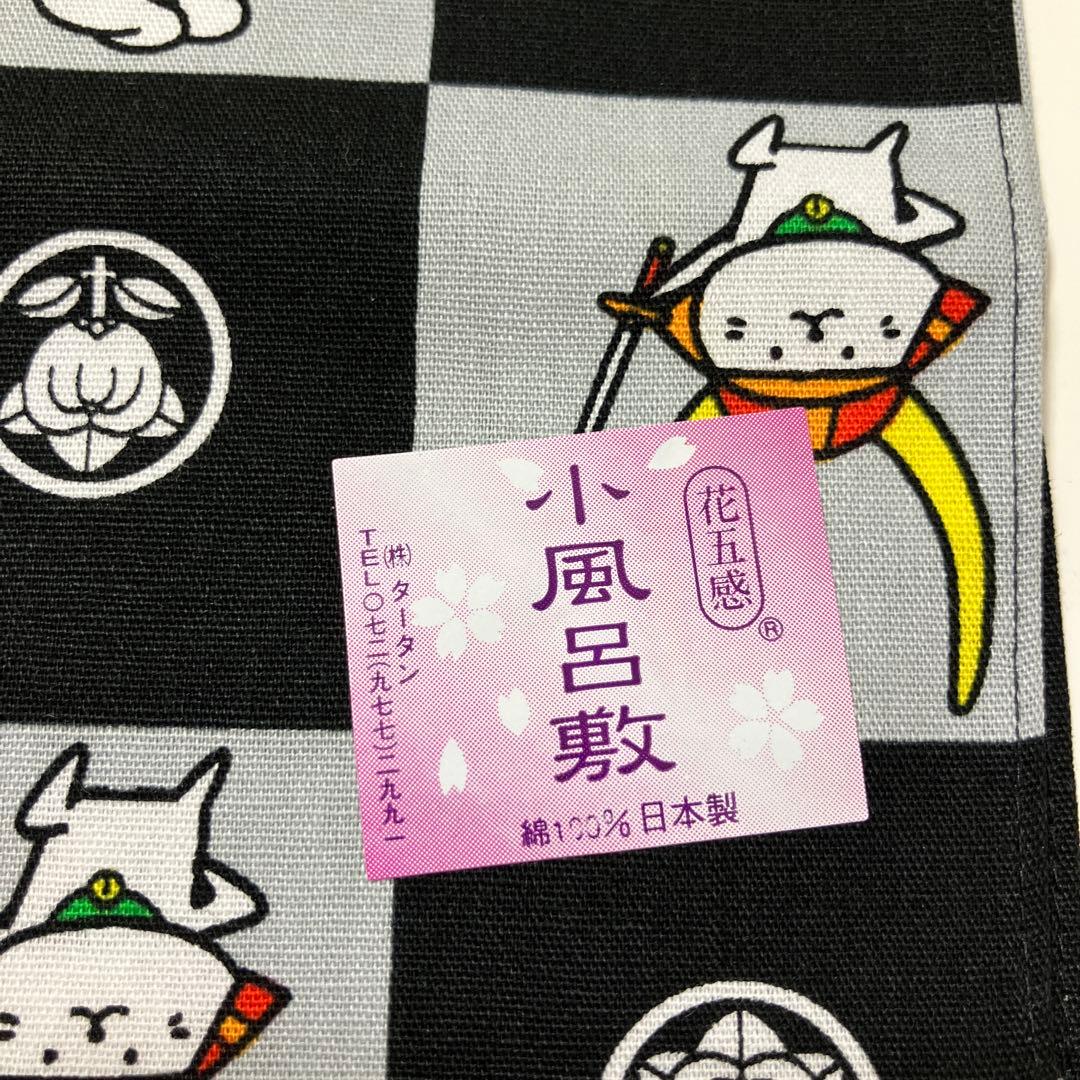 花五感®
小風呂敷
㈱タータン
TEL〇七二(九七七)二九九一
綿100%日本製